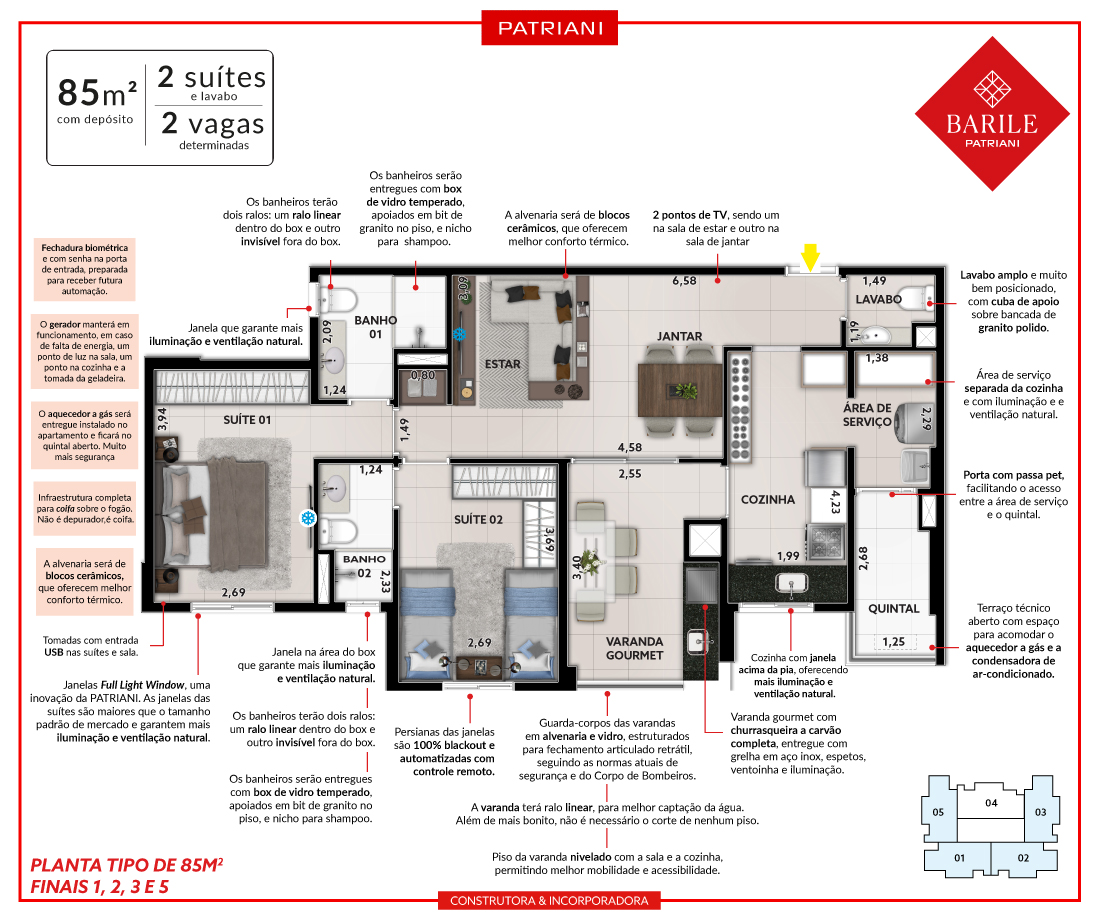 PATRIANI
85m²
com depósito
2 suítes
e lavabo
2 vagas
determinadas
BARILE
PATRIANI
Os banheiros terão
dois ralos: um ralo linear
dentro do box e outro
invisível fora do box.
Os banheiros serão
entregues com box
de vidro temperado,
apoiados em bit de
granito no piso, e nicho
para shampoo.
A alvenaria será de blocos
cerâmicos, que oferecem
melhor conforto térmico.
2 pontos de TV, sendo um
na sala de estar e outro na
sala de jantar
Fechadura biométrica
e com senha na porta
de entrada, preparada
para receber futura
automação.
O gerador manterá em
funcionamento, em caso
de falta de energia, um
ponto de luz na sala, um
ponto na cozinha e a
tomada da geladeira.
O aquecedor a gás será
entregue instalado no
apartamento e ficará no
quintal aberto. Muito
mais segurança
Infraestrutura completa
para coifa sobre o fogão.
Não é depurador,é coifa.
A alvenaria será de
blocos cerâmicos,
que oferecem melhor
conforto térmico.
Janela que garante mais
iluminação e ventilação natural.
Lavabo amplo e muito
bem posicionado,
com cuba de apoio
sobre bancada de
granito polido.
Área de serviço
separada da cozinha
e com iluminação e e
ventilação natural.
Porta com passa pet,
facilitando o acesso
entre a área de serviço
e o quintal.
Terraço técnico
aberto com espaço
para acomodar o
aquecedor a gás e a
condensadora de
ar-condicionado.
BANHO
01
2,09
1,24
2,09
0,80
ESTAR
6,58
JANTAR
4,58
1,49
LAVABO
1,19
1,38
ÁREA DE
SERVIÇO
2,29
SUÍTE 01
3,94
2,69
1,49
1,24
BANHO
02
2,33
SUÍTE 02
3,69
2,69
2,55
3,40
VARANDA
GOURMET
COZINHA
4,23
1,99
2,68
QUINTAL
1,25
Tomadas com entrada
USB nas suítes e sala.
Janelas Full Light Window, uma
inovação da PATRIANI. As janelas das
suítes são maiores que o tamanho
padrão de mercado e garantem mais
iluminação e ventilação natural.
Janela na área do box
que garante mais iluminação
e ventilação natural.
Os banheiros terão dois ralos:
um ralo linear dentro do box e
outro invisível fora do box.
Os banheiros serão entregues
com box de vidro temperado,
apoiados em bit de granito no
piso, e nicho para shampoo.
Persianas das janelas
são 100% blackout e
automatizadas com
controle remoto.
Guarda-corpos das varandas
em alvenaria e vidro, estruturados
para fechamento articulado retrátil,
seguindo as normas atuais de
segurança e do Corpo de Bombeiros.
A varanda terá ralo linear, para melhor captação da água.
Além de mais bonito, não é necessário o corte de nenhum piso.
Piso da varanda nivelado com a sala e a cozinha,
permitindo melhor mobilidade e acessibilidade.
Cozinha com janela
acima da pia, oferecendo
mais iluminação e
ventilação natural.
Varanda gourmet com
churrasqueira a carvão
completa, entregue com
grelha em aço inox, espetos,
ventoinha e iluminação.
05
04
03
01
02
PLANTA TIPO DE 85M²
FINAIS 1, 2, 3 E 5
CONSTRUTORA & INCORPORADORA